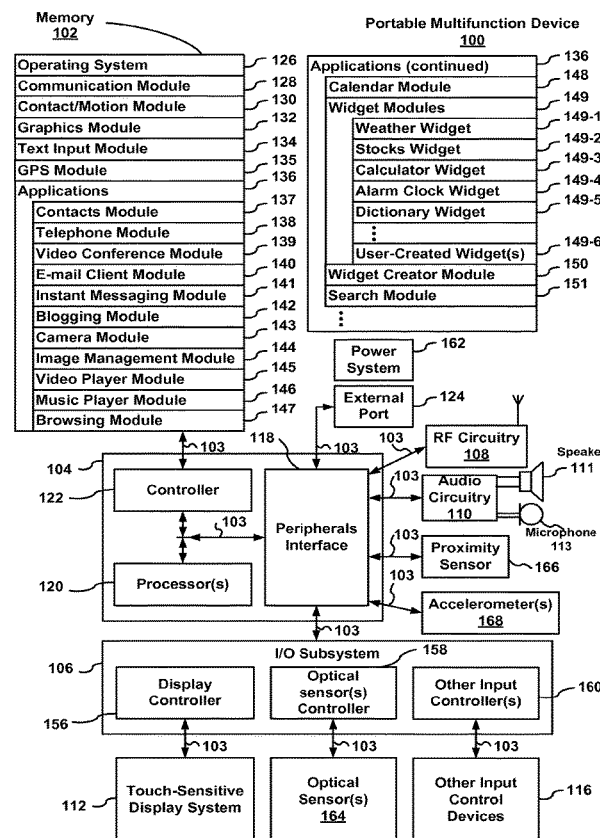 Memory
102
Operating System
126
Communication Module
128
Contact/Motion Module
130
Graphics Module
132
Text Input Module
134
GPS Module
135
Applications
136
Contacts Module
137
Telephone Module
138
Video Conference Module
139
E-mail Client Module
140
Instant Messaging Module
141
Blogging Module
142
Camera Module
143
Image Management Module
144
Video Player Module
145
Music Player Module
146
Browsing Module
147
Portable Multifunction Device
100
Applications (continued)
136
Calendar Module
148
Widget Modules
149
Weather Widget
149-1
Stocks Widget
149-2
Calculator Widget
149-3
Alarm Clock Widget
149-4
Dictionary Widget
149-5
User-Created Widget(s)
149-6
Widget Creator Module
150
Search Module
151
Power
System
162
External
Port
124
103
118
103
103
RF Circuitry
108
104
122
Controller
103
Peripherals
Interface
103
Audio
Circuitry
110
Speake
111
Microphone
113
120
Processor(s)
103
Proximity
Sensor
166
103
Accelerometer(s)
168
103
106
I/O Subsystem
158
156
Display
Controller
Optical
sensor(s)
Controller
Other Input
Controller(s)
160
103
103
103
112
Touch-Sensitive
Display System
Optical
Sensor(s)
164
Other Input
Control
Devices
116